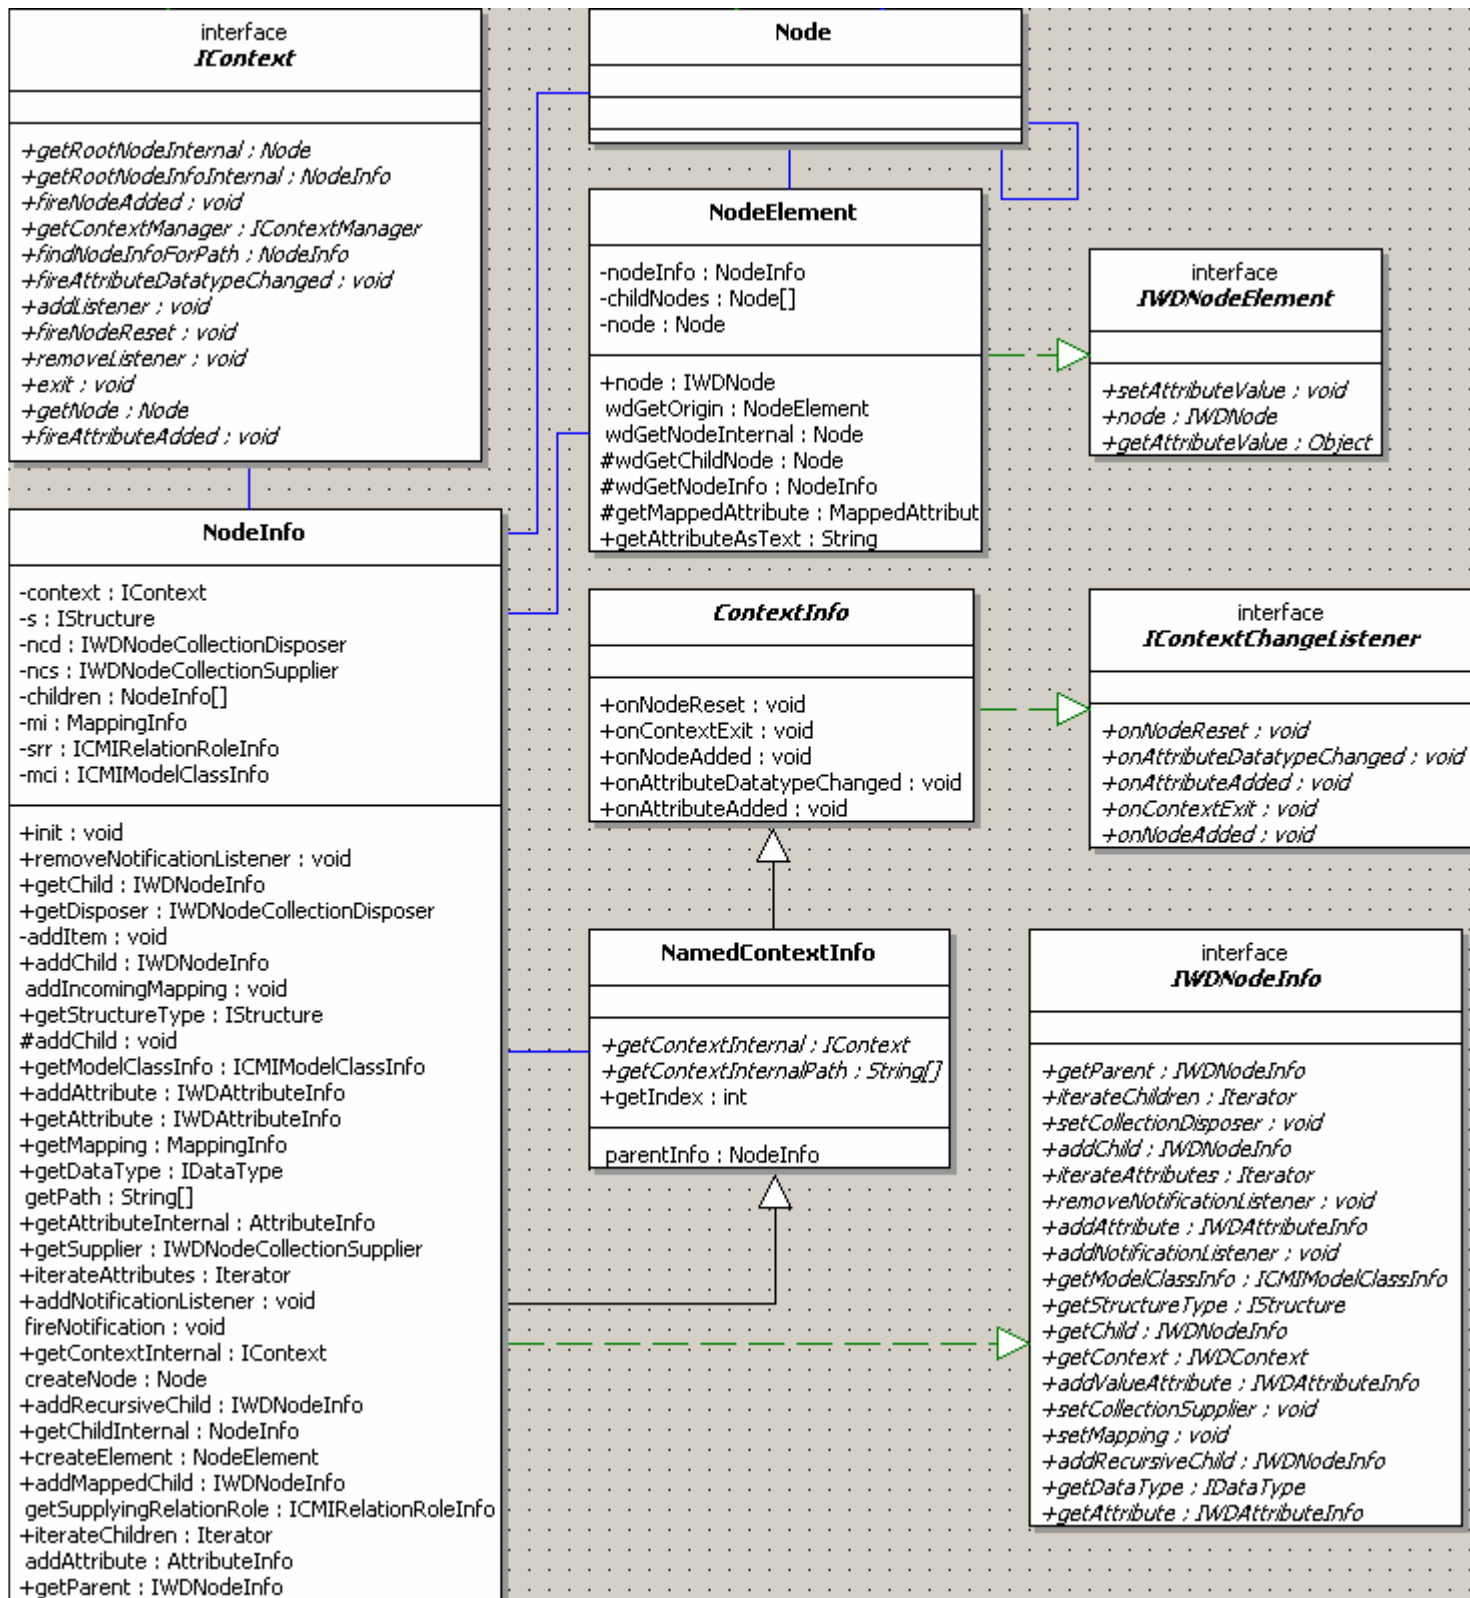 interface
IContext
+getRootNodeInternal : Node
+getRootNodeInfoInternal : NodeInfo
+fireNodeAdded : void
+getContextManager : IContextManager
+findNodeInfoForPath : NodeInfo
+fireAttributeDatatypeChanged : void
+addListener : void
+fireNodeReset : void
+removeListener : void
+exit : void
+getNode : Node
+fireAttributeAdded : void
Node
NodeElement
-nodeInfo : NodeInfo
-childNodes : Node[]
-node : Node
+node : IWDNode
wdGetOrigin : NodeElement
wdGetNodeInternal : Node
#wdGetChildNode : Node
#wdGetNodeInfo : NodeInfo
#getMappedAttribute : MappedAttribut
+getAttributeAsText : String
interface
IWDNodeElement
+setAttributeValue : void
+node : IWDNode
+getAttributeValue : Object
NodeInfo
-context : IContext
-s : IStructure
-ncd : IWDNodeCollectionDisposer
-ncs : IWDNodeCollectionSupplier
-children : NodeInfo[]
-mi : MappingInfo
-srr : ICMIRelationRoleInfo
-mci : ICMIModelClassInfo
+init : void
+removeNotificationListener : void
+getChild : IWDNodeInfo
+getDisposer : IWDNodeCollectionDisposer
-addItem : void
+addChild : IWDNodeInfo
addIncomingMapping : void
+getStructureType : IStructure
#addChild : void
+getModelClassInfo : ICMIModelClassInfo
+addAttribute : IWDAttributeInfo
+getAttribute : IWDAttributeInfo
+getMapping : MappingInfo
+getDataType : IDataType
getPath : String[]
+getAttributeInternal : AttributeInfo
+getSupplier : IWDNodeCollectionSupplier
+iterateAttributes : Iterator
+addNotificationListener : void
fireNotification : void
+getContextInternal : IContext
createNode : Node
+addRecursiveChild : IWDNodeInfo
+getChildInternal : NodeInfo
+createElement : NodeElement
+addMappedChild : IWDNodeInfo
getSupplyingRelationRole : ICMIRelationRoleInfo
+iterateChildren : Iterator
addAttribute : AttributeInfo
+getParent : IWDNodeInfo
ContextInfo
+onNodeReset : void
+onContextExit : void
+onNodeAdded : void
+onAttributeDatatypeChanged : void
+onAttributeAdded : void
interface
IContextChangeListener
+onNodeReset : void
+onAttributeDatatypeChanged : void
+onAttributeAdded : void
+onContextExit : void
+onNodeAdded : void
NamedContextInfo
+getContextInternal : IContext
+getContextInternalPath : String[]
+getIndex : int
parentInfo : NodeInfo
interface
IWDNodeInfo
+getParent : IWDNodeInfo
+iterateChildren : Iterator
+setCollectionDisposer : void
+addChild : IWDNodeInfo
+iterateAttributes : Iterator
+removeNotificationListener : void
+addAttribute : IWDAttributeInfo
+addNotificationListener : void
+getModelClassInfo : ICMIModelClassInfo
+getStructureType : IStructure
+getChild : IWDNodeInfo
+getContext : IWDContext
+addValueAttribute : IWDAttributeInfo
+setCollectionSupplier : void
+setMapping : void
+addRecursiveChild : IWDNodeInfo
+getDataType : IDataType
+getAttribute : IWDAttributeInfo